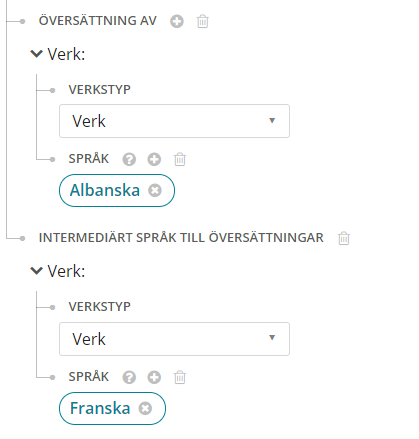 ÖVERSÄTTNING AV
Verk:
VERKSTYP
Verk
SPRÅK
Albanska
INTERMEDIÄRT SPRÅK TILL ÖVERSÄTTNINGAR
Verk:
VERKSTYP
Verk
SPRÅK
Franska